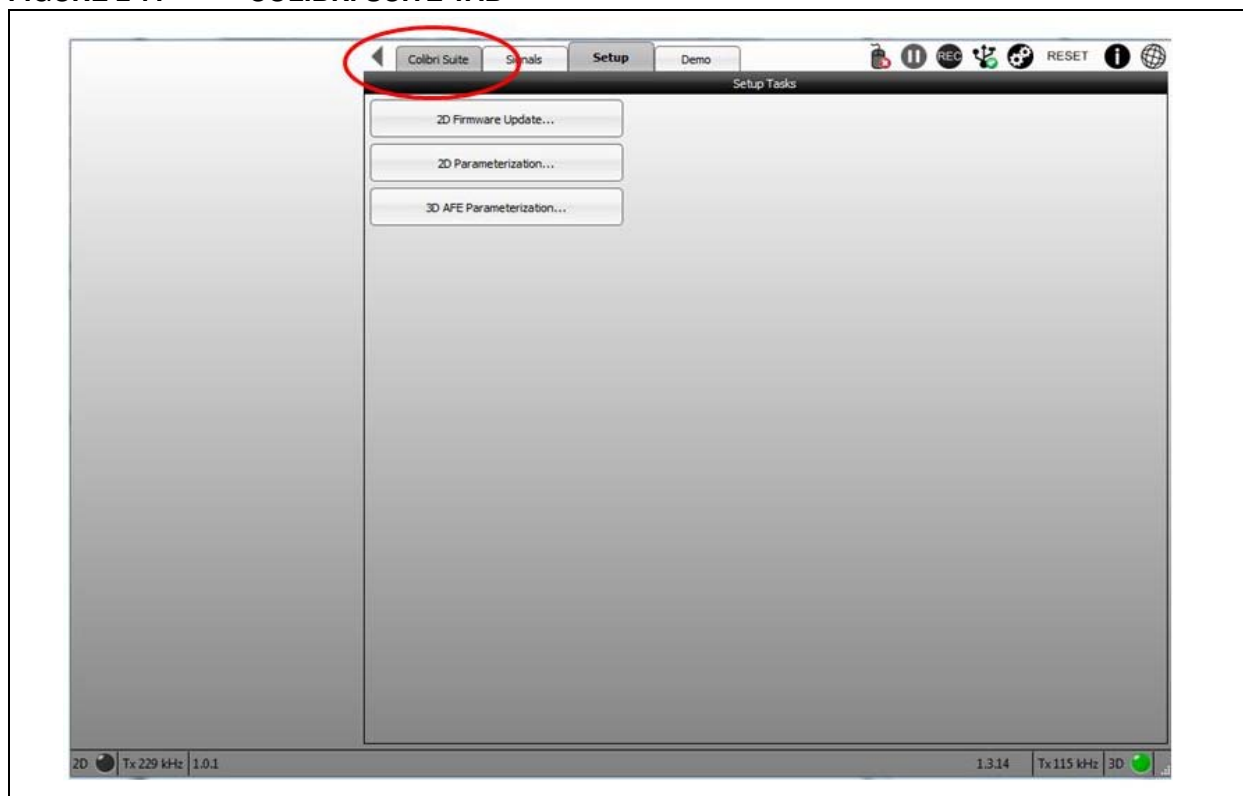 Colibri Suite Signals Setup Demo REC RESET i
Setup Tasks
2D Firmware Update...
2D Parameterization...
3D AFE Parameterization...
2D Tx 229 kHz 1.0.1 1.3.14 Tx 115 kHz 3D